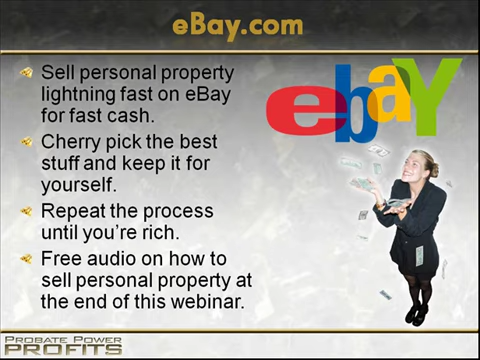 eBay.com
Sell personal property
lightning fast on eBay
for fast cash.
ebaY
Cherry pick the best
stuff and keep it for
yourself.
Repeat the process
until you're rich.
Free audio on how to
sell personal property at
the end of this webinar.
PROBATE POWER
PROFITS